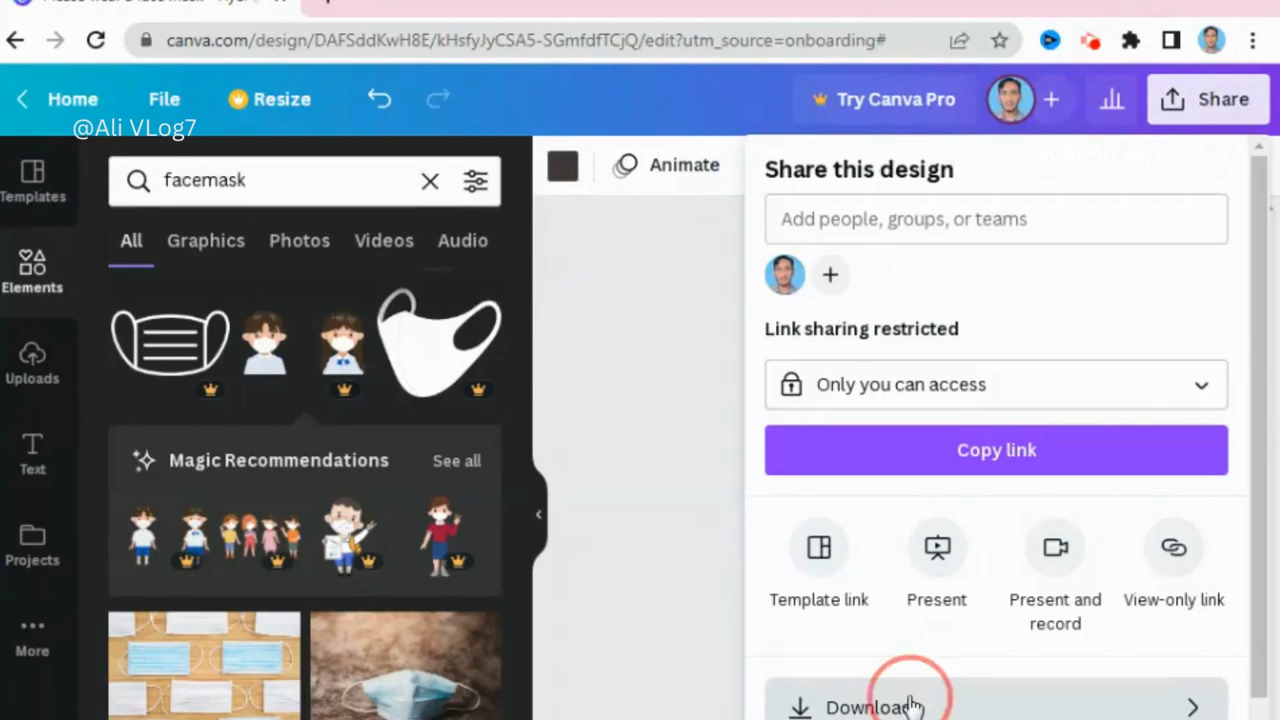 canva.com/design/DAFSddKwH8E/kHsfyJyCSA5-SGmfdfTCjQ/edit?utm_source=onboarding#
Home File Resize Try Canva Pro Share
@Ali VLog7
Templates
Elements
Uploads
Text
Projects
More
facemask
All Graphics Photos Videos Audio
Magic Recommendations See all
Animate
@Ali VLog7
Share this design
Add people, groups, or teams
Link sharing restricted
Only you can access
Copy link
Template link Present Present and record View-only link
Download